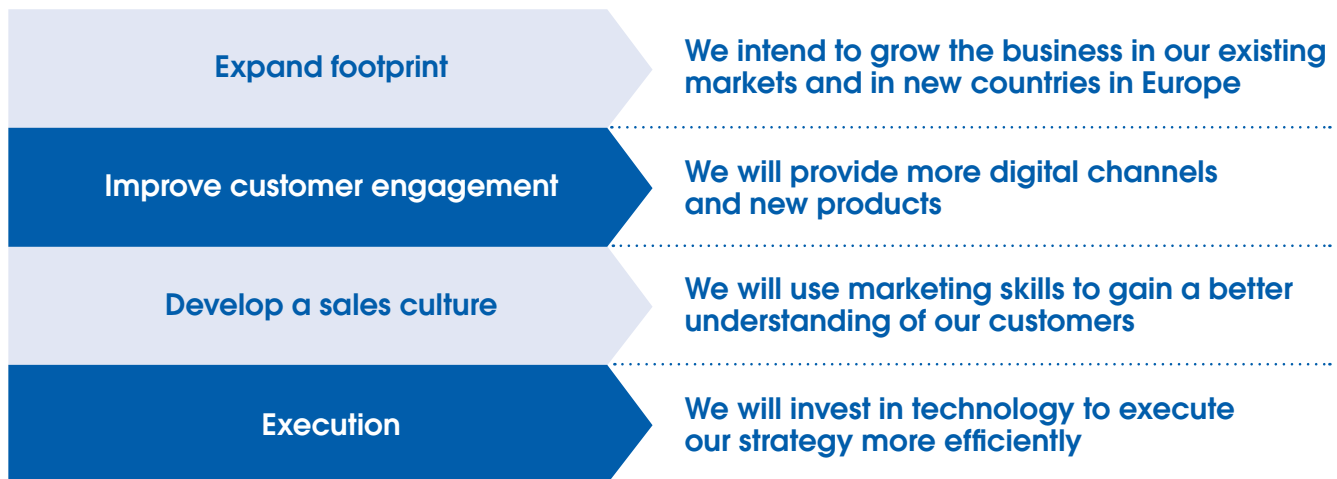 Expand footprint
We intend to grow the business in our existing
markets and in new countries in Europe
Improve customer engagement
We will provide more digital channels
and new products
Develop a sales culture
We will use marketing skills to gain a better
understanding of our customers
Execution
We will invest in technology to execute
our strategy more efficiently